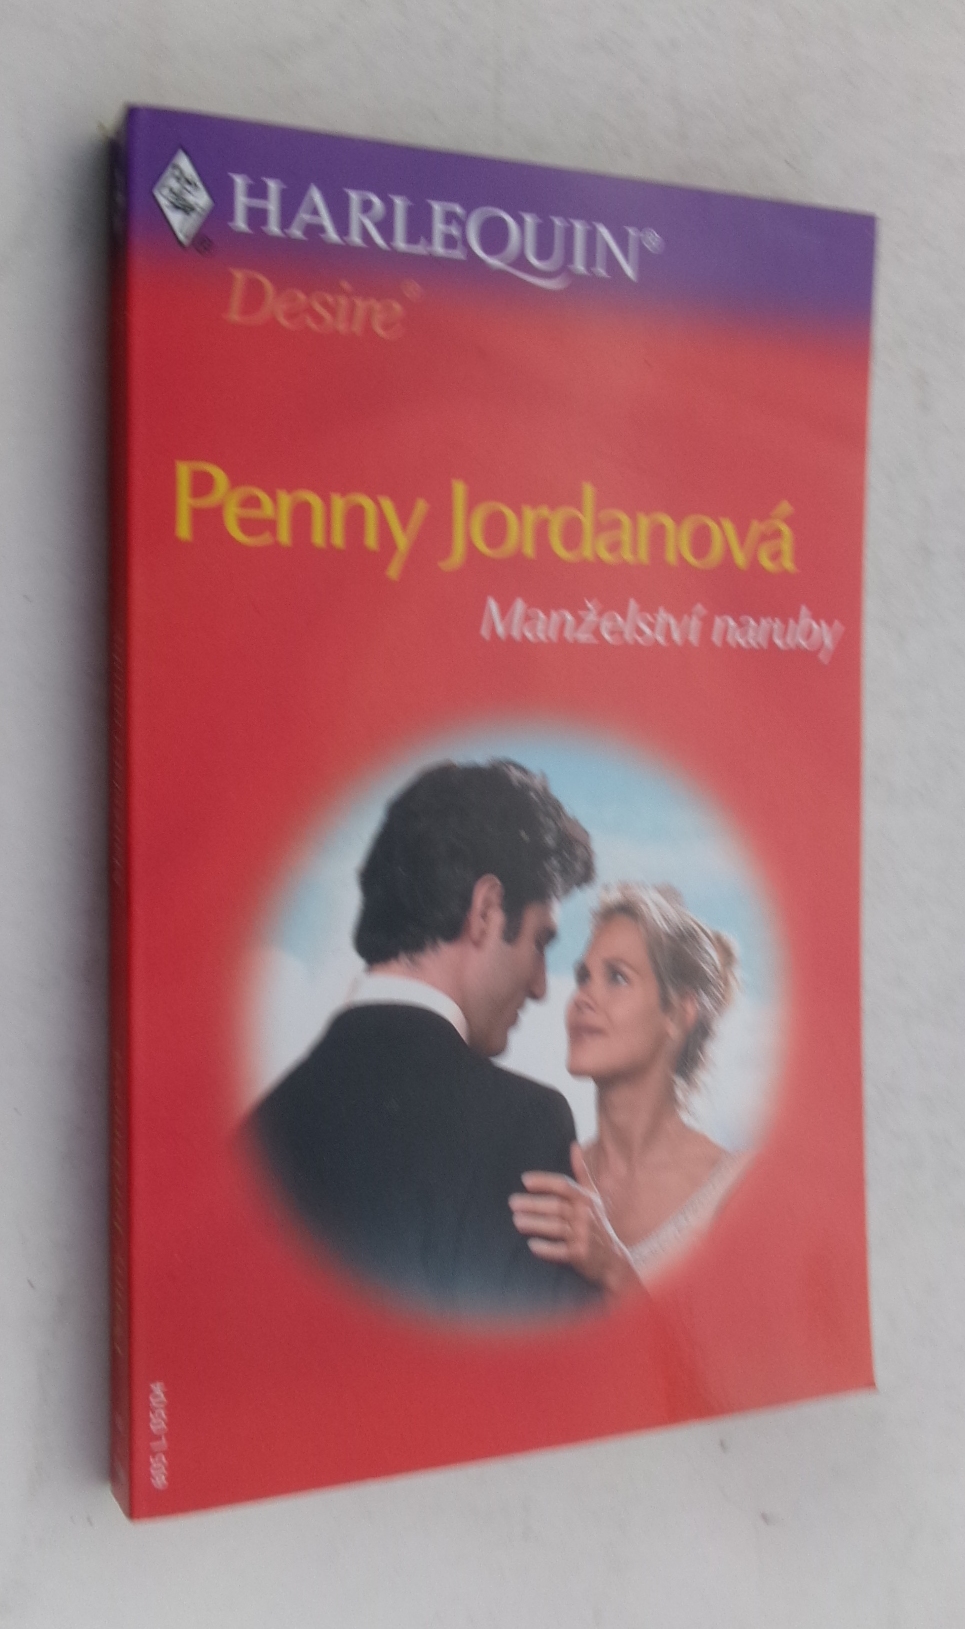 HARLEQUIN®
Desire®
Penny Jordanová
Manželství naruby